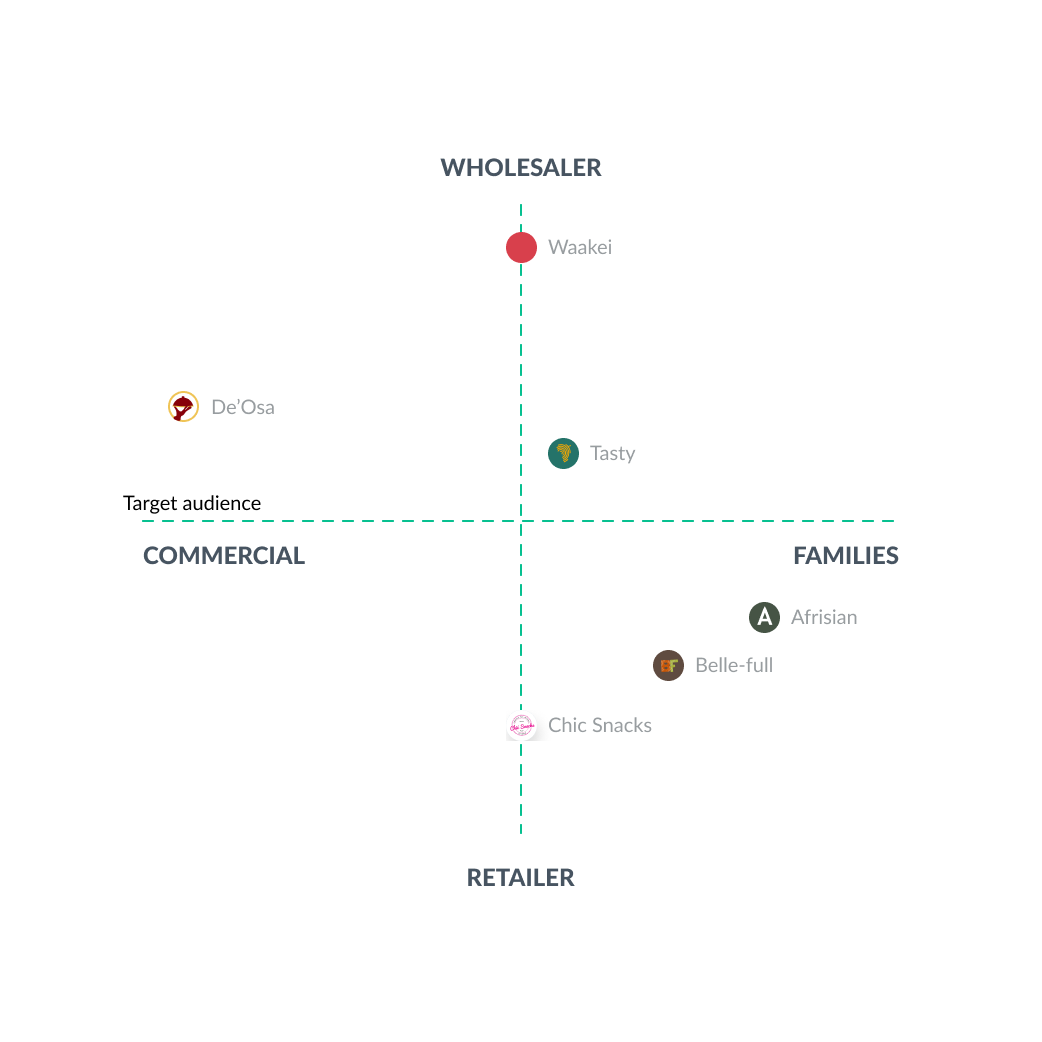 WHOLESALER
Waakei
De’Osa
Tasty
Target audience
COMMERCIAL
FAMILIES
A
Afrisian
BF
Belle-full
Chic Snacks
Chic Snacks
RETAILER